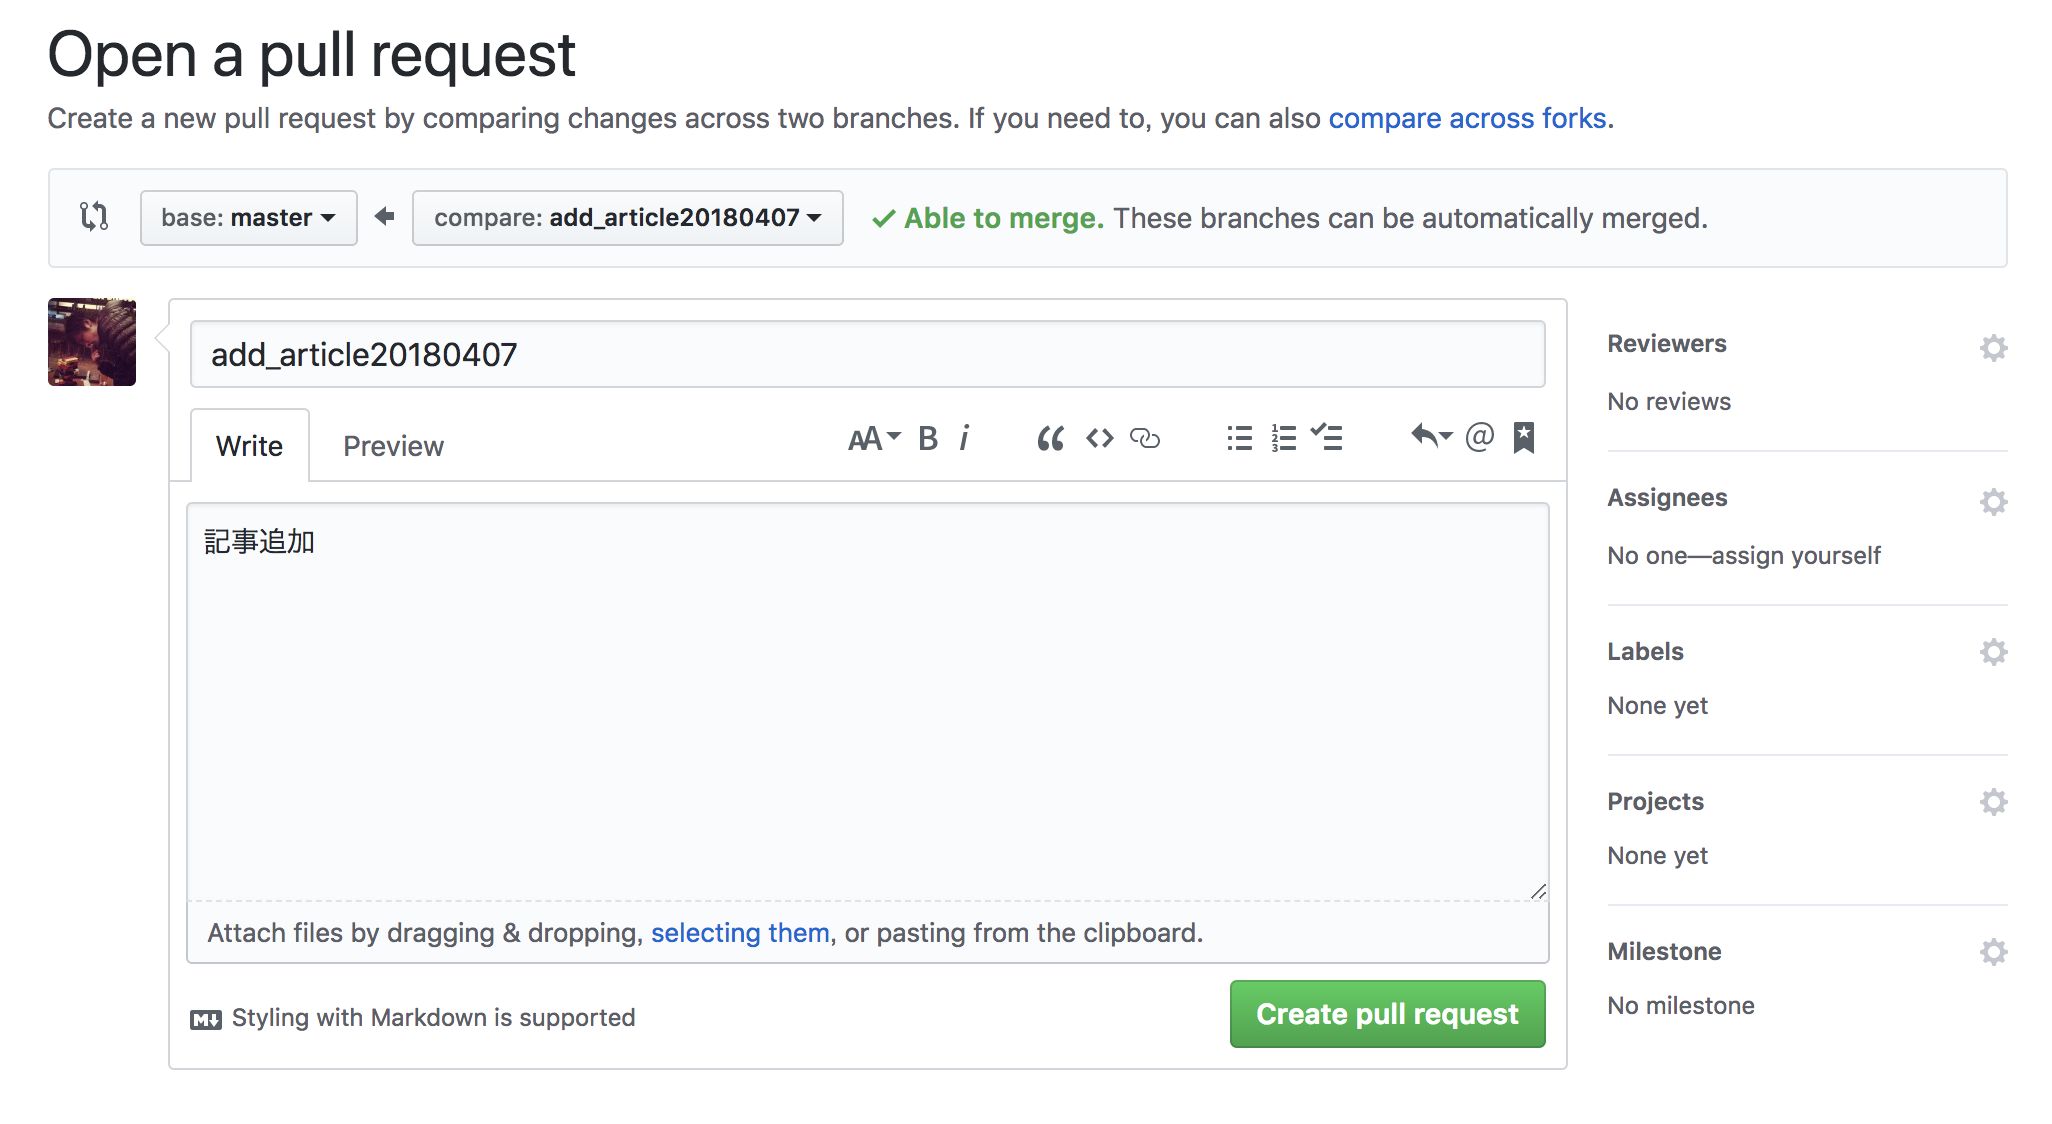 Open a pull request
Create a new pull request by comparing changes across two branches. If you need to, you can also compare across forks.
base: master
compare: add_article20180407
Able to merge. These branches can be automatically merged.
add_article20180407
Write
Preview
AA B i
記事追加
Attach files by dragging & dropping, selecting them, or pasting from the clipboard.
Styling with Markdown is supported
Create pull request
Reviewers
No reviews
Assignees
No one—assign yourself
Labels
None yet
Projects
None yet
Milestone
No milestone